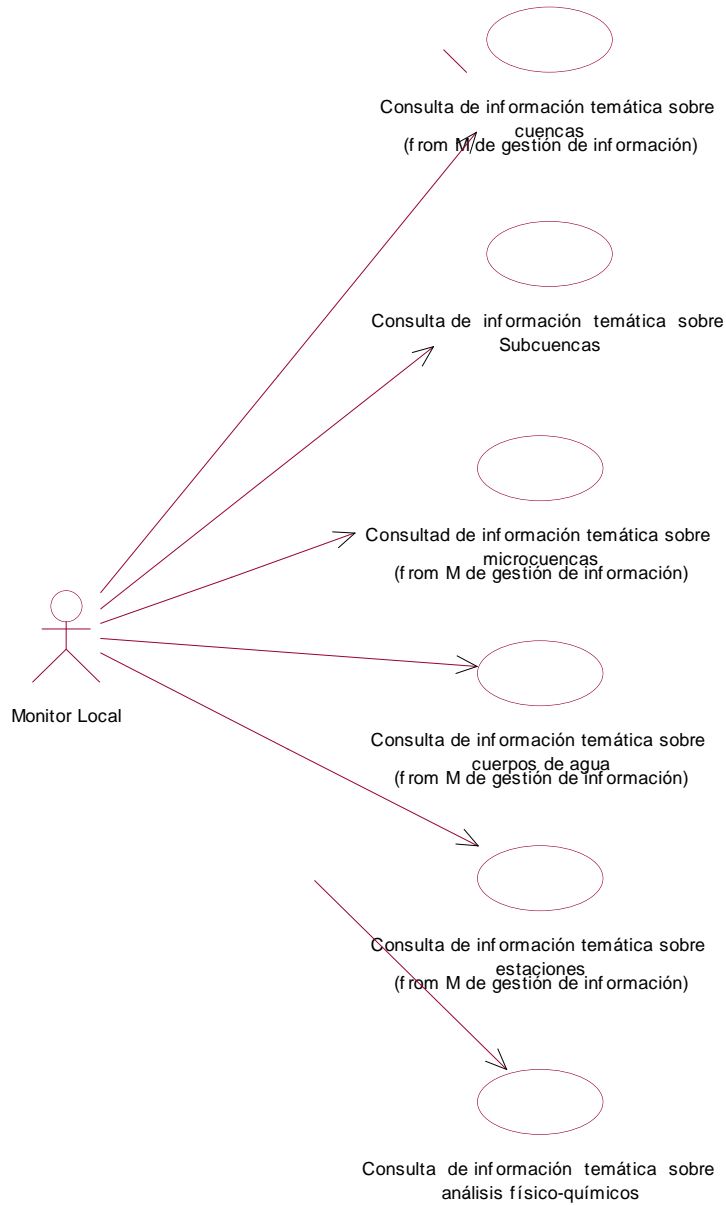 Consulta de información temática sobre
cuencas
(from M de gestión de información)
Consulta de información temática sobre
Subcuencas
Consultad de información temática sobre
microcuencas
(from M de gestión de información)
Monitor Local
Consulta de información temática sobre
cuerpos de agua
(from M de gestión de información)
Consulta de información temática sobre
estaciones
(from M de gestión de información)
Consulta de información temática sobre
análisis físico-químicos